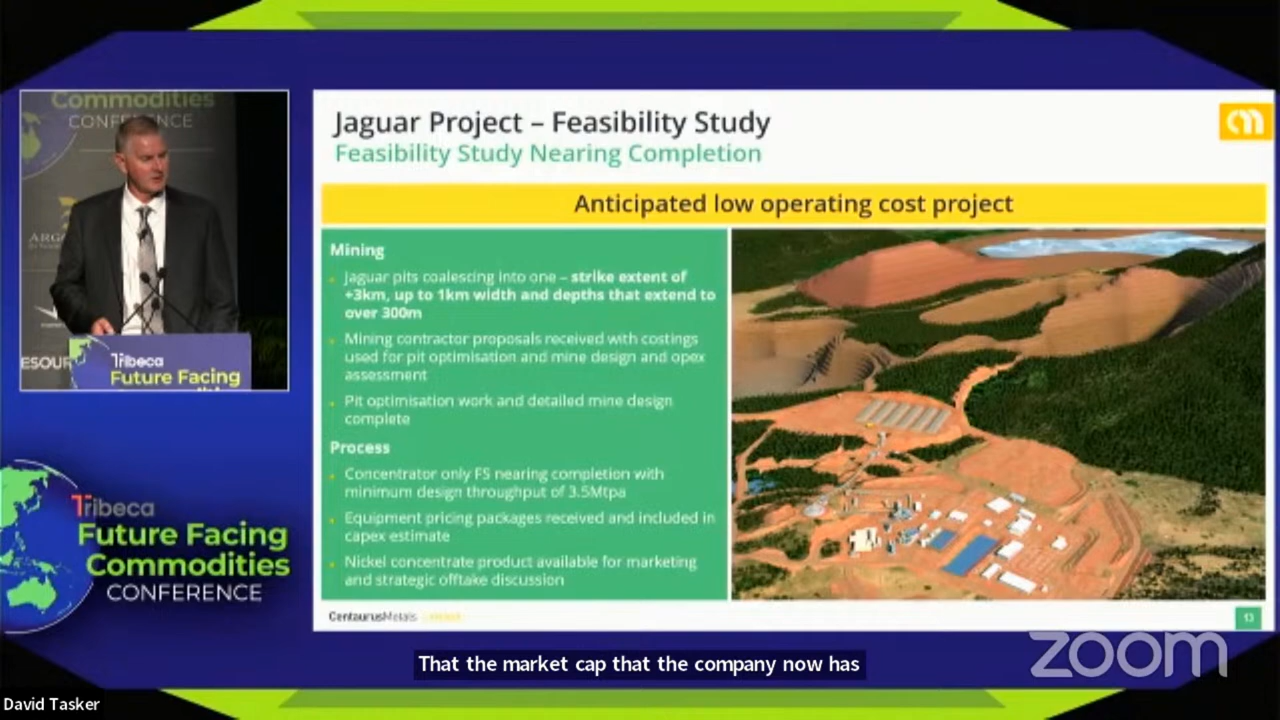 Commodities
CONFERENCE
ARG
ESOUR
Tribeca
Future Facing
Tribeca
Future Facing
Commodities
CONFERENCE
Jaguar Project – Feasibility Study
Feasibility Study Nearing Completion
Anticipated low operating cost project
Mining
Jaguar pits coalescing into one – strike extent of
+3km, up to 1km width and depths that extend to
over 300m
Mining contractor proposals received with costings
used for pit optimisation and mine design and opex
assessment
Pit optimisation work and detailed mine design
complete
Process
Concentrator only FS nearing completion with
minimum design throughput of 3.5Mtpa
Equipment pricing packages received and included in
capex estimate
Nickel concentrate product available for marketing
and strategic offtake discussion
CentaurusMetals
13
zoom
That the market cap that the company now has
David Tasker